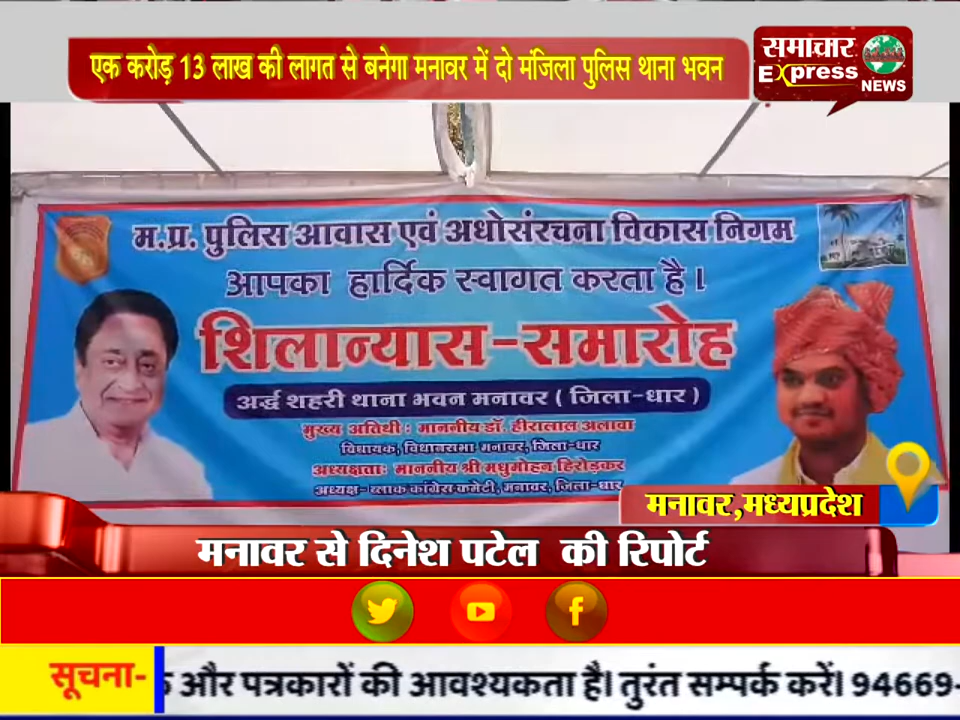 एक करोड़ 13 लाख की लागत से बनेगा मनावर में दो मंजिला पुलिस थाना भवन
समाचार
Express
NEWS
म.प्र. पुलिस आवास एवं अधोसंरचना विकास निगम
आपका हार्दिक स्वागत करता है।
शिलान्यास-समारोह
अर्द्ध शहरी थाना भवन मनावर ( जिला-धार )
मुख्य अतिथी : माननीय डॉ. हीरालाल अलावा
विधायक, विधानसभा मनावर, जिला-धार
अध्यक्षताः माननीय श्री मधुमोहन हिरोड़कर
अध्यक्ष- ब्लाक कांग्रेस कमेटी, मनावर, जिला-धार
मनावर,मध्यप्रदेश
मनावर से दिनेश पटेल की रिपोर्ट
सूचना-
और पत्रकारों की आवश्यकता है। तुरंत सम्पर्क करें। 94669-